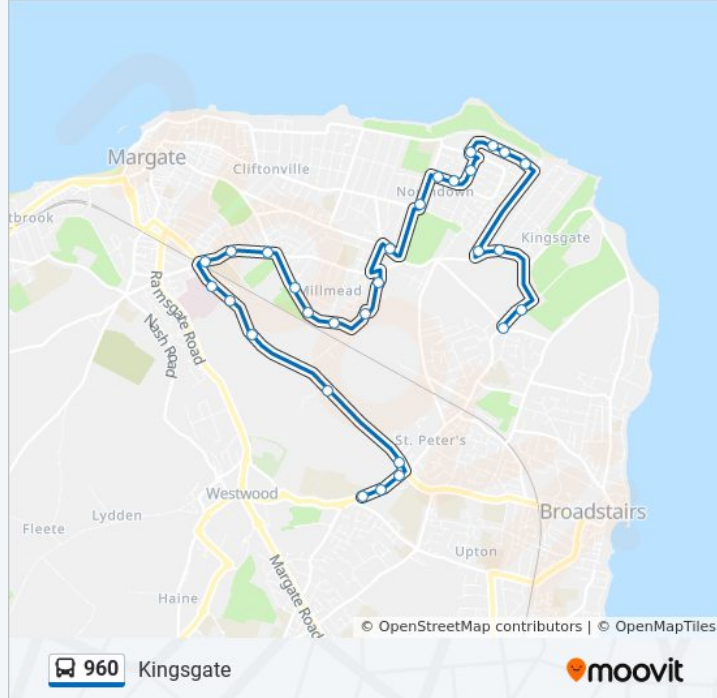 Margate
Cliftonville
Northdown
tbrook
Kingsgate
Millmead
Ramsgate Road
Nash Road
St. Peter's
Westwood
Lydden
Fleete
Broadstairs
Upton
Haine
Margate Road
© OpenStreetMap contributors | © OpenMapTiles
960 Kingsgate
moovit